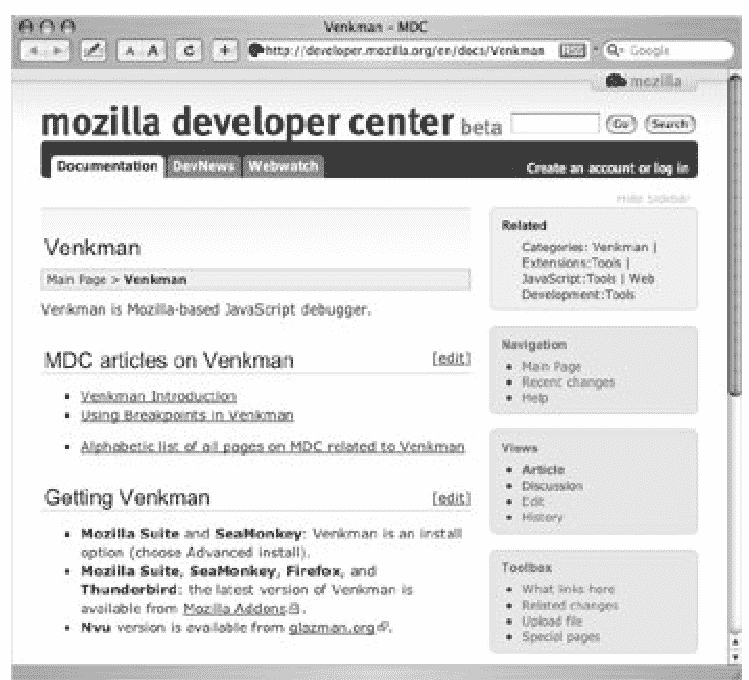 Venkman - MDC
A A C + http://developer.mozilla.org/en/docs/Venkman RSS Q Google
mozilla
mozilla developer center beta Go Search
Documentation DevNews Webwatch Create an account or log in
Hide Sidebar
Venkman
Main Page > Venkman
Venkman is Mozilla-based JavaScript debugger.
MDC articles on Venkman [edit]
• Venkman Introduction
• Using Breakpoints in Venkman
• Alphabetic list of all pages on MDC related to Venkman
Getting Venkman [edit]
• Mozilla Suite and SeaMonkey: Venkman is an install
option (choose Advanced install).
• Mozilla Suite, SeaMonkey, Firefox, and
Thunderbird: the latest version of Venkman is
available from Mozilla Addons.
• Nvu version is available from glazman.org.
Related
Categories: Venkman |
Extensions:Tools |
JavaScript:Tools | Web
Development:Tools
Navigation
• Main Page
• Recent changes
• Help
Views
• Article
• Discussion
• Edit
• History
Toolbox
• What links here
• Related changes
• Upload file
• Special pages